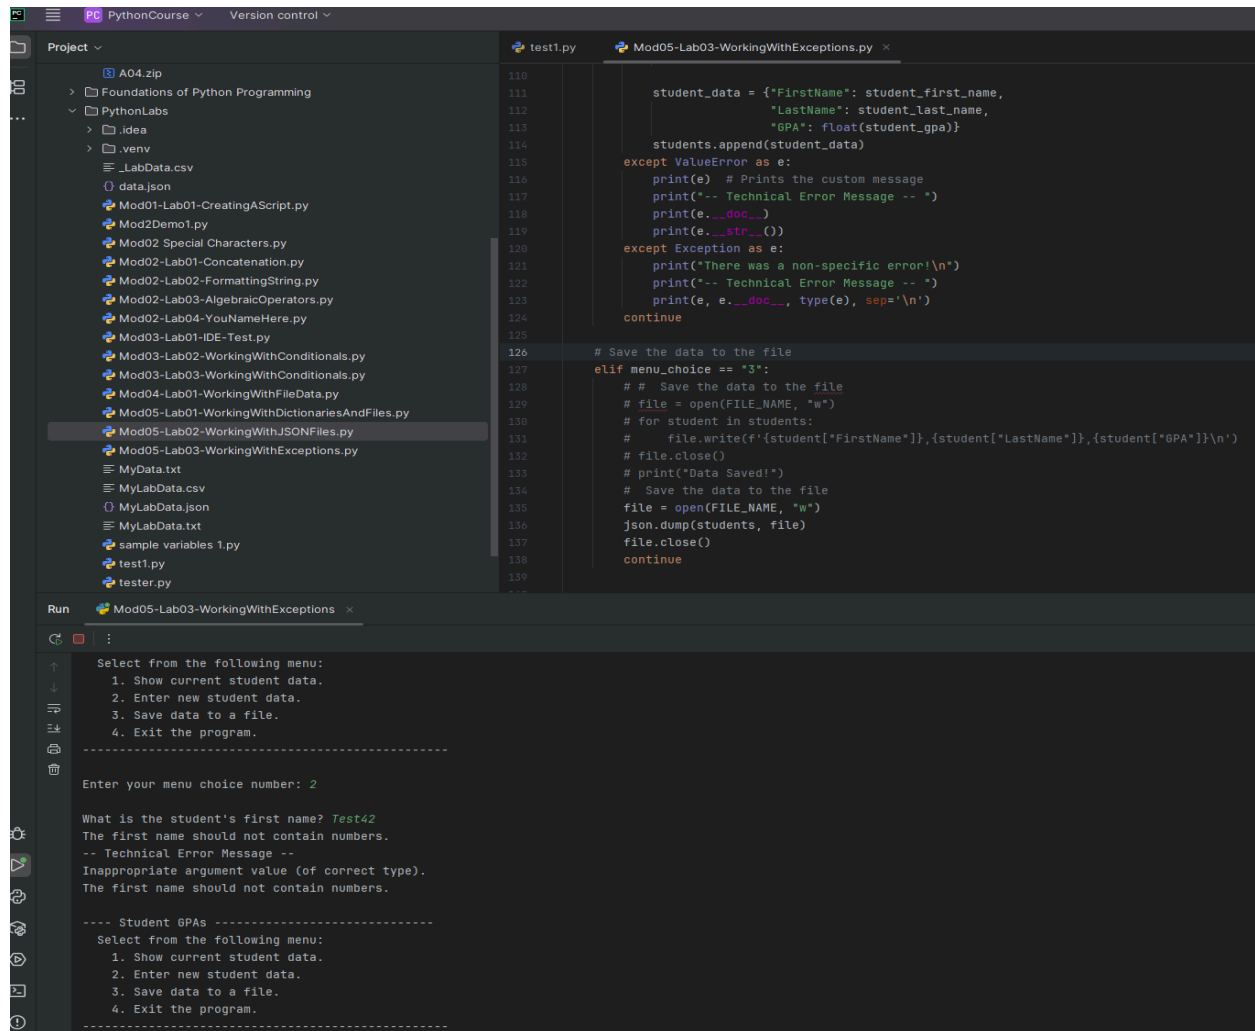 PC
PC PythonCourse Version control
Project
A04.zip
Foundations of Python Programming
PythonLabs
.idea
.venv
_LabData.csv
data.json
Mod01-Lab01-CreatingAScript.py
Mod2Demo1.py
Mod02 Special Characters.py
Mod02-Lab01-Concatenation.py
Mod02-Lab02-FormattingString.py
Mod02-Lab03-AlgebraicOperators.py
Mod02-Lab04-YouNameHere.py
Mod03-Lab01-IDE-Test.py
Mod03-Lab02-WorkingWithConditionals.py
Mod03-Lab03-WorkingWithConditionals.py
Mod04-Lab01-WorkingWithFileData.py
Mod05-Lab01-WorkingWithDictionariesAndFiles.py
Mod05-Lab02-WorkingWithJSONFiles.py
Mod05-Lab03-WorkingWithExceptions.py
MyData.txt
MyLabData.csv
MyLabData.json
MyLabData.txt
sample variables 1.py
test1.py
tester.py
test1.py Mod05-Lab03-WorkingWithExceptions.py
110
111 student_data = {"FirstName": student_first_name,
112 "LastName": student_last_name,
113 "GPA": float(student_gpa)}
114 students.append(student_data)
115 except ValueError as e:
116 print(e)  # Prints the custom message
117 print("-- Technical Error Message -- ")
118 print(e.__doc__)
119 print(e.__str__())
120 except Exception as e:
121 print("There was a non-specific error!\n")
122 print("-- Technical Error Message -- ")
123 print(e, e.__doc__, type(e), sep='\n')
124 continue
125
126 # Save the data to the file
127 elif menu_choice == "3":
128 # #  Save the data to the file
129 # file = open(FILE_NAME, "w")
130 # for student in students:
131 #     file.write(f'{student["FirstName"]},{student["LastName"]},{student["GPA"]}\n')
132 # file.close()
133 # print("Data Saved!")
134 #  Save the data to the file
135 file = open(FILE_NAME, "w")
136 json.dump(students, file)
137 file.close()
138 continue
139
Run Mod05-Lab03-WorkingWithExceptions
Select from the following menu:
1. Show current student data.
2. Enter new student data.
3. Save data to a file.
4. Exit the program.
--------------------------------------------------
Enter your menu choice number: 2
What is the student's first name? Test42
The first name should not contain numbers.
-- Technical Error Message --
Inappropriate argument value (of correct type).
The first name should not contain numbers.
---- Student GPAs ------------------------------
Select from the following menu:
1. Show current student data.
2. Enter new student data.
3. Save data to a file.
4. Exit the program.
--------------------------------------------------